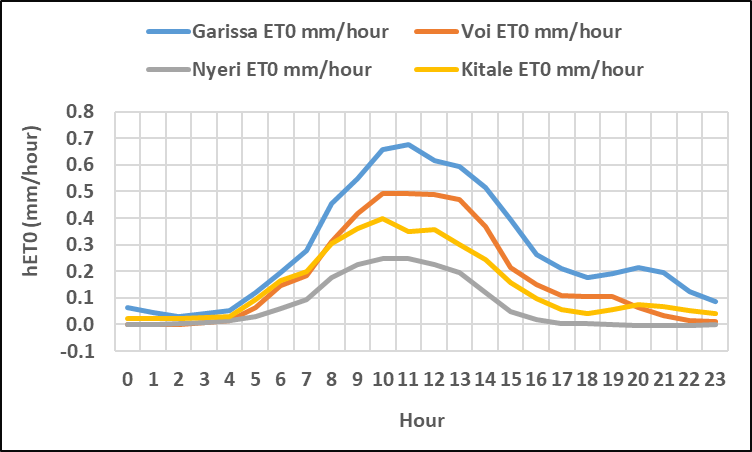 Garissa ET0 mm/hour Voi ET0 mm/hour
Nyeri ET0 mm/hour Kitale ET0 mm/hour
hET0 (mm/hour)
0.8
0.7
0.6
0.5
0.4
0.3
0.2
0.1
0.0
-0.1
0 1 2 3 4 5 6 7 8 9 10 11 12 13 14 15 16 17 18 19 20 21 22 23
Hour